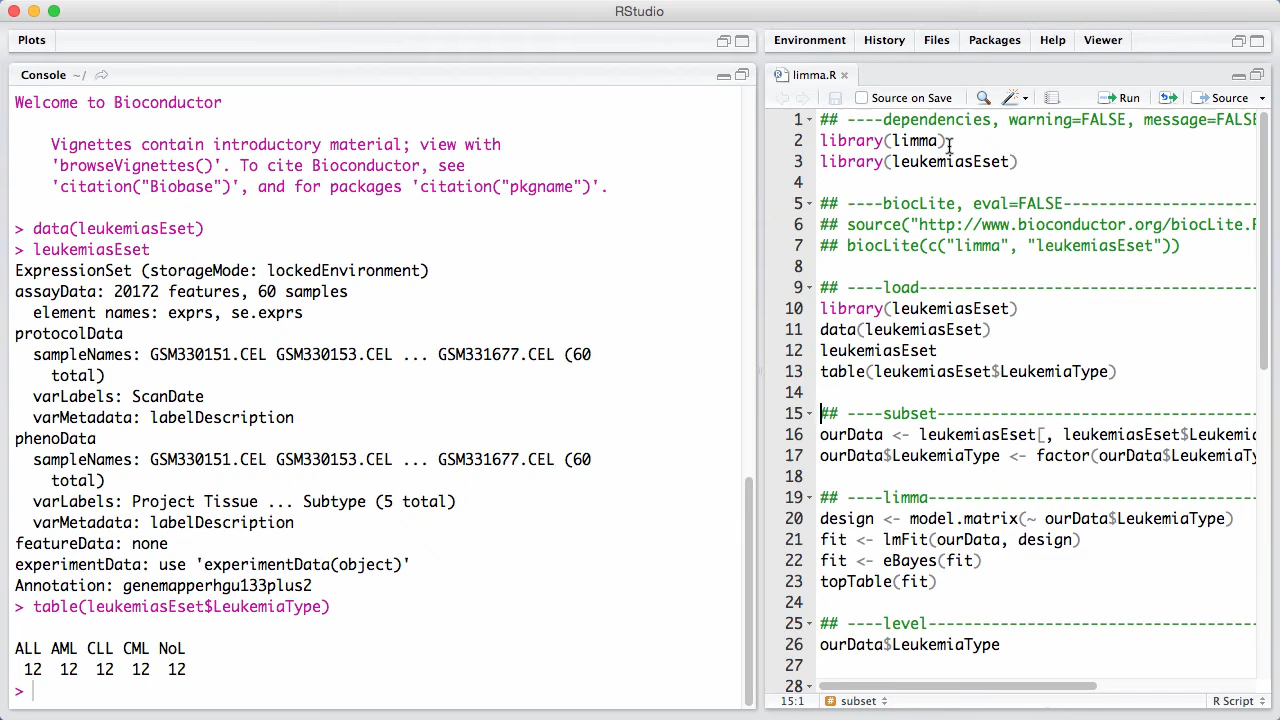 RStudio
Plots
Console ~/
Welcome to Bioconductor
Vignettes contain introductory material; view with
'browseVignettes()'. To cite Bioconductor, see
'citation("Biobase")', and for packages 'citation("pkgname")'.
> data(leukemiasEset)
> leukemiasEset
ExpressionSet (storageMode: lockedEnvironment)
assayData: 20172 features, 60 samples
element names: exprs, se.exprs
protocolData
sampleNames: GSM330151.CEL GSM330153.CEL ... GSM331677.CEL (60
total)
varLabels: ScanDate
varMetadata: labelDescription
phenoData
sampleNames: GSM330151.CEL GSM330153.CEL ... GSM331677.CEL (60
total)
varLabels: Project Tissue ... Subtype (5 total)
varMetadata: labelDescription
featureData: none
experimentData: use 'experimentData(object)'
Annotation: genemapperhgu133plus2
> table(leukemiasEset$LeukemiaType)
ALL AML CLL CML NoL
12 12 12 12 12
>
Environment History Files Packages Help Viewer
limma.R
Source on Save Run Source
1 ## ----dependencies, warning=FALSE, message=FALSE
2 library(limma)
3 library(leukemiasEset)
4
5 ## ----biocLite, eval=FALSE------------------------
6 ## source("http://www.bioconductor.org/biocLite.R
7 ## biocLite(c("limma", "leukemiasEset"))
8
9 ## ----load----------------------------------------
10 library(leukemiasEset)
11 data(leukemiasEset)
12 leukemiasEset
13 table(leukemiasEset$LeukemiaType)
14
15 ## ----subset--------------------------------------
16 ourData <- leukemiasEset[, leukemiasEset$Leukemia
17 ourData$LeukemiaType <- factor(ourData$LeukemiaTy
18
19 ## ----limma---------------------------------------
20 design <- model.matrix(~ ourData$LeukemiaType)
21 fit <- lmFit(ourData, design)
22 fit <- eBayes(fit)
23 topTable(fit)
24
25 ## ----level---------------------------------------
26 ourData$LeukemiaType
27
28
15:1 # subset R Script